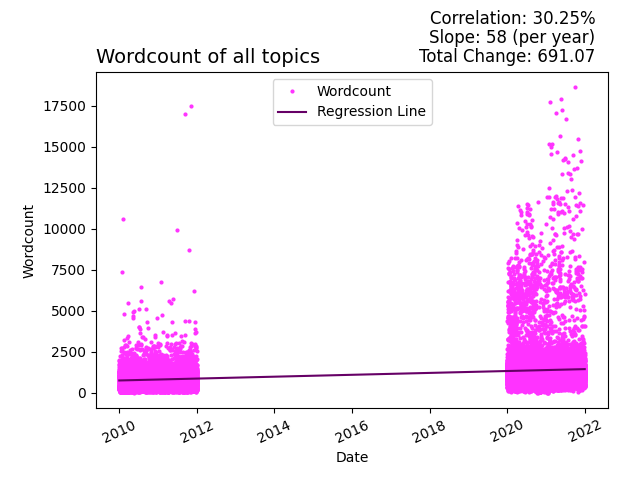 Correlation: 30.25%
Slope: 58 (per year)
Wordcount of all topics
Total Change: 691.07
Wordcount
Regression Line
17500
15000
12500
10000
7500
5000
2500
0
Wordcount
2010
2012
2014
2016
2018
2020
2022
Date